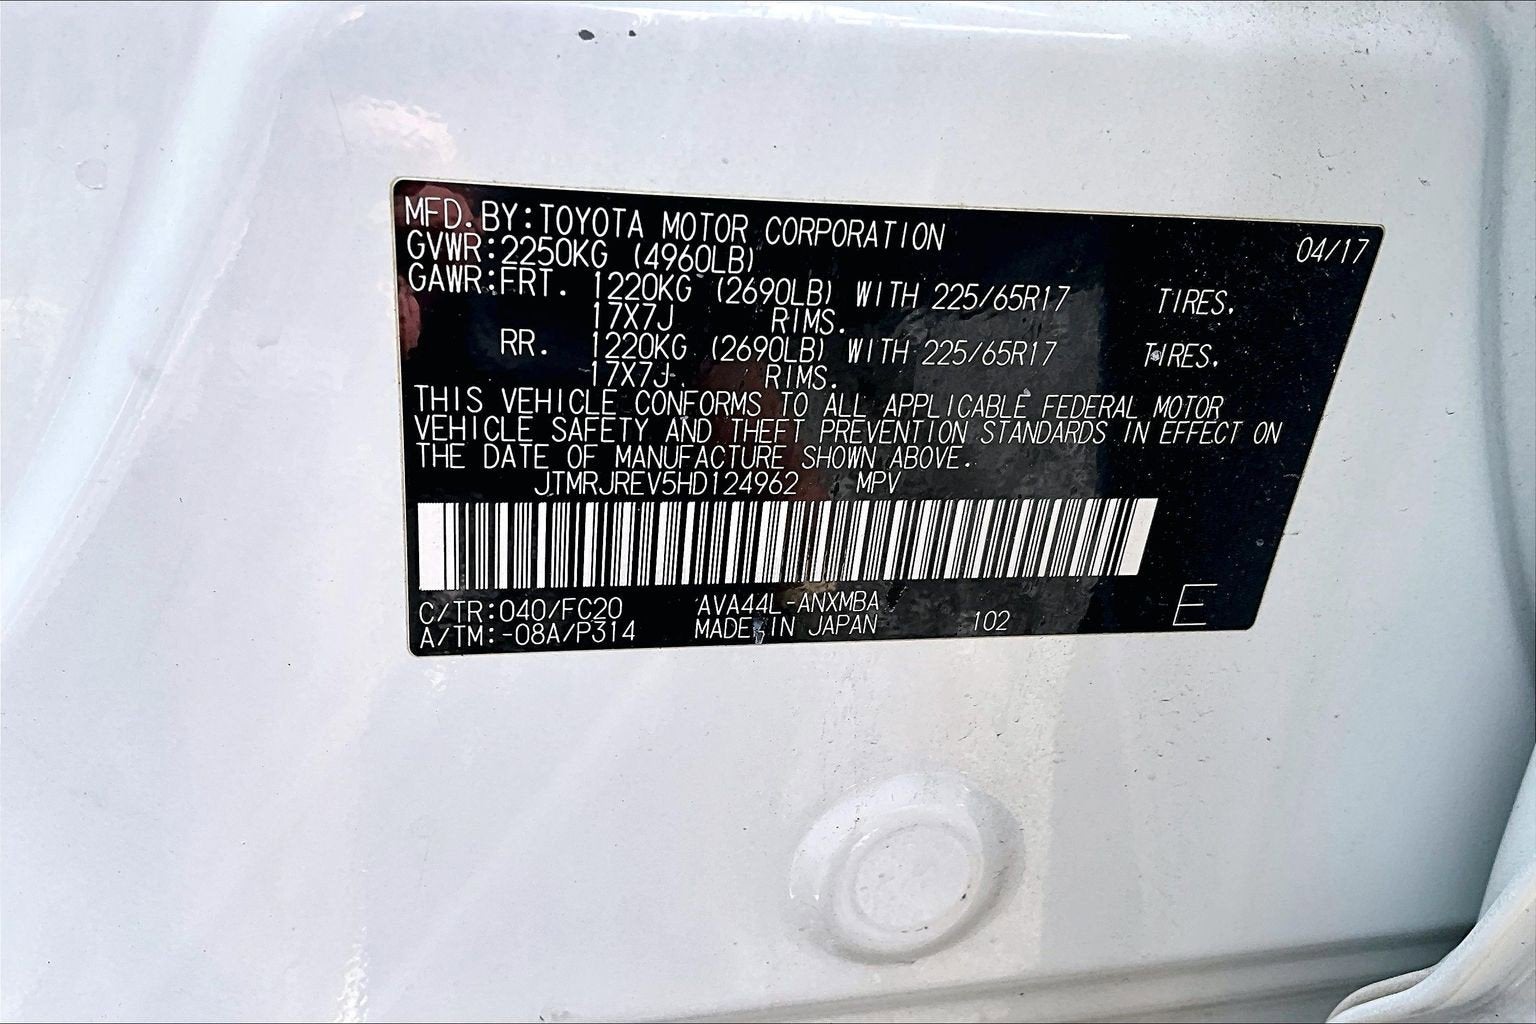 MFD. BY:TOYOTA MOTOR CORPORATION 04/17
GVWR:2250KG (4960LB)
GAWR:FRT. 1220KG (2690LB) WITH 225/65R17 TIRES.
17X7J RIMS.
RR. 1220KG (2690LB) WITH 225/65R17 TIRES.
17X7J RIMS.
THIS VEHICLE CONFORMS TO ALL APPLICABLE FEDERAL MOTOR
VEHICLE SAFETY AND THEFT PREVENTION STANDARDS IN EFFECT ON
THE DATE OF MANUFACTURE SHOWN ABOVE.
JTMRJREV5HD124962 MPV
C/TR:040/FC20 AVA44L-ANXMBA
A/TM:-08A/P314 MADE IN JAPAN 102 E